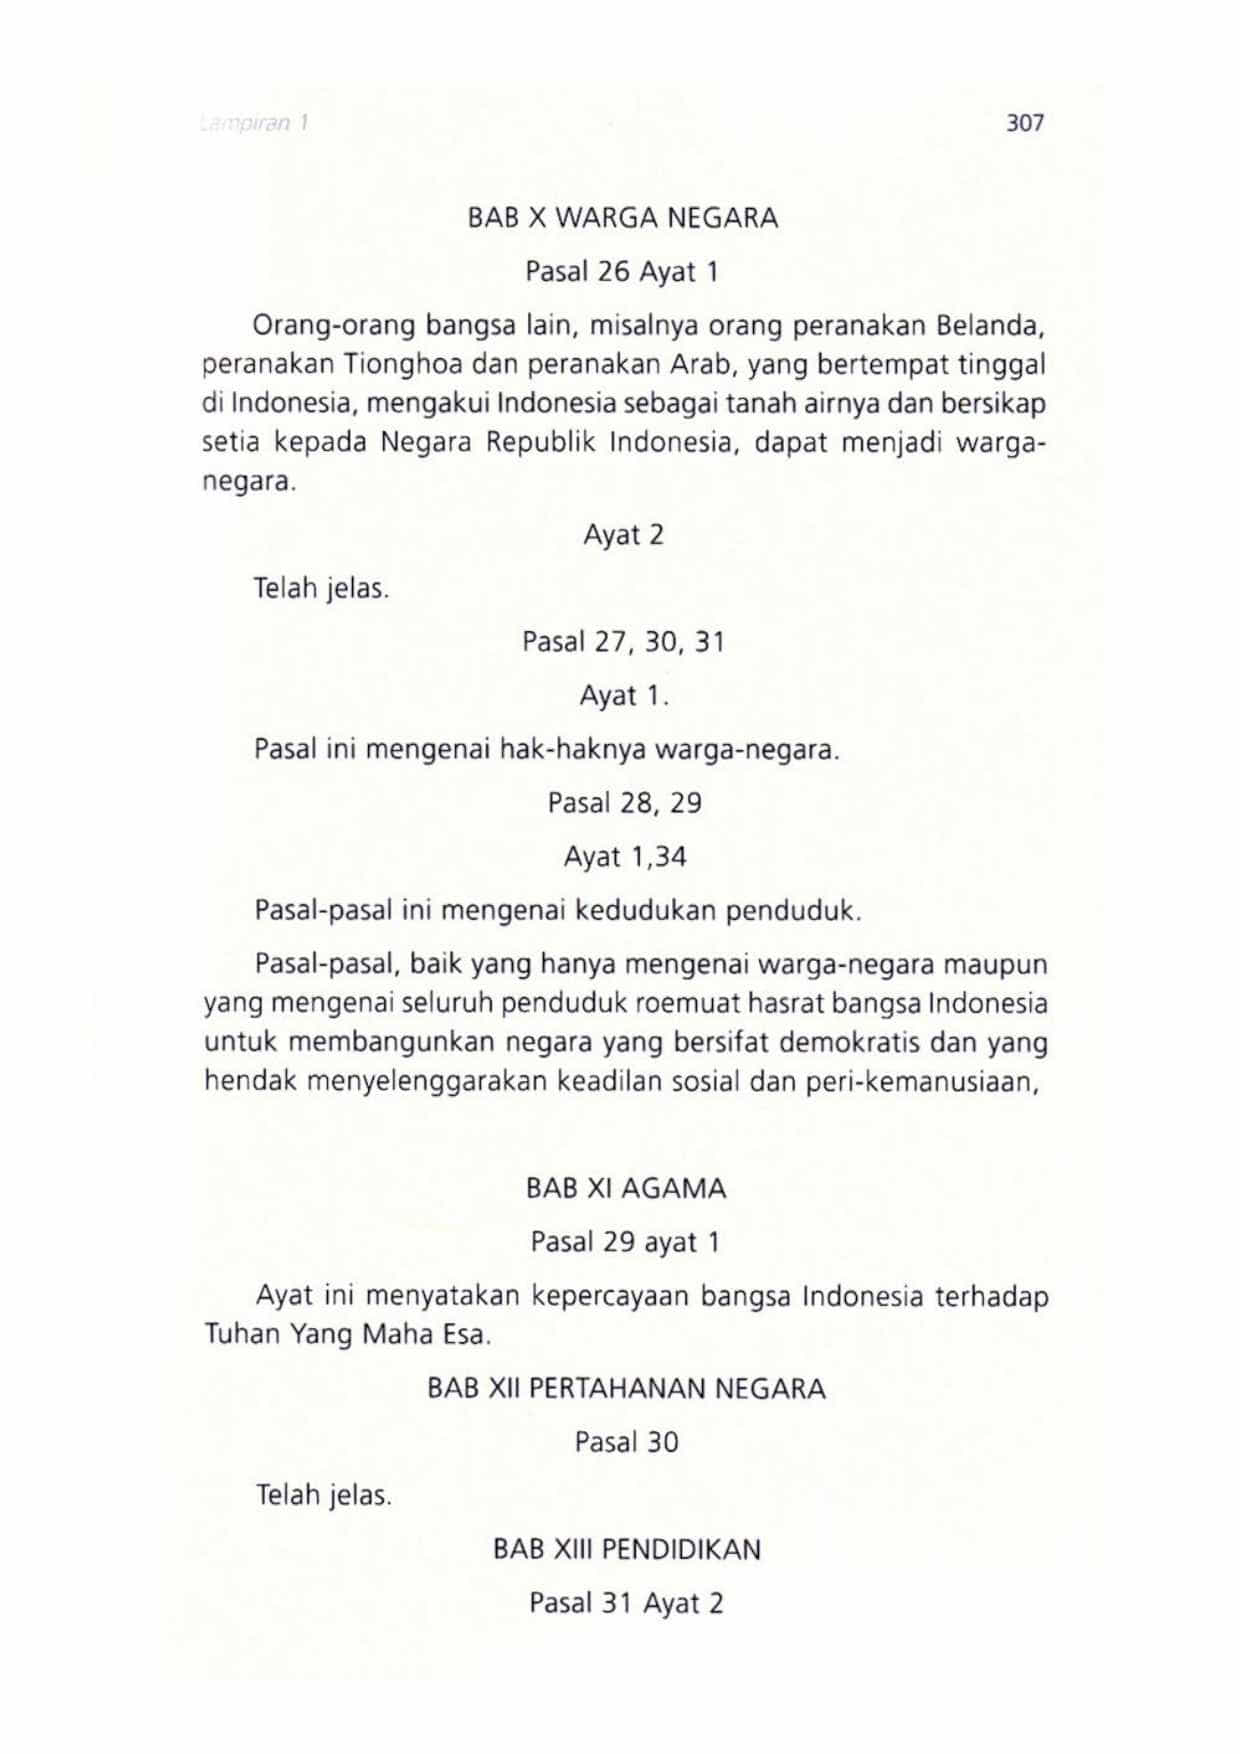 Lampiran 1
307
BAB X WARGA NEGARA
Pasal 26 Ayat 1
Orang-orang bangsa lain, misalnya orang peranakan Belanda,
peranakan Tionghoa dan peranakan Arab, yang bertempat tinggal
di Indonesia, mengakui Indonesia sebagai tanah airnya dan bersikap
setia kepada Negara Republik Indonesia, dapat menjadi warga-
negara.
Ayat 2
Telah jelas.
Pasal 27, 30, 31
Ayat 1.
Pasal ini mengenai hak-haknya warga-negara.
Pasal 28, 29
Ayat 1,34
Pasal-pasal ini mengenai kedudukan penduduk.
Pasal-pasal, baik yang hanya mengenai warga-negara maupun
yang mengenai seluruh penduduk roemuat hasrat bangsa Indonesia
untuk membangunkan negara yang bersifat demokratis dan yang
hendak menyelenggarakan keadilan sosial dan peri-kemanusiaan,
BAB XI AGAMA
Pasal 29 ayat 1
Ayat ini menyatakan kepercayaan bangsa Indonesia terhadap
Tuhan Yang Maha Esa.
BAB XII PERTAHANAN NEGARA
Pasal 30
Telah jelas.
BAB XIII PENDIDIKAN
Pasal 31 Ayat 2